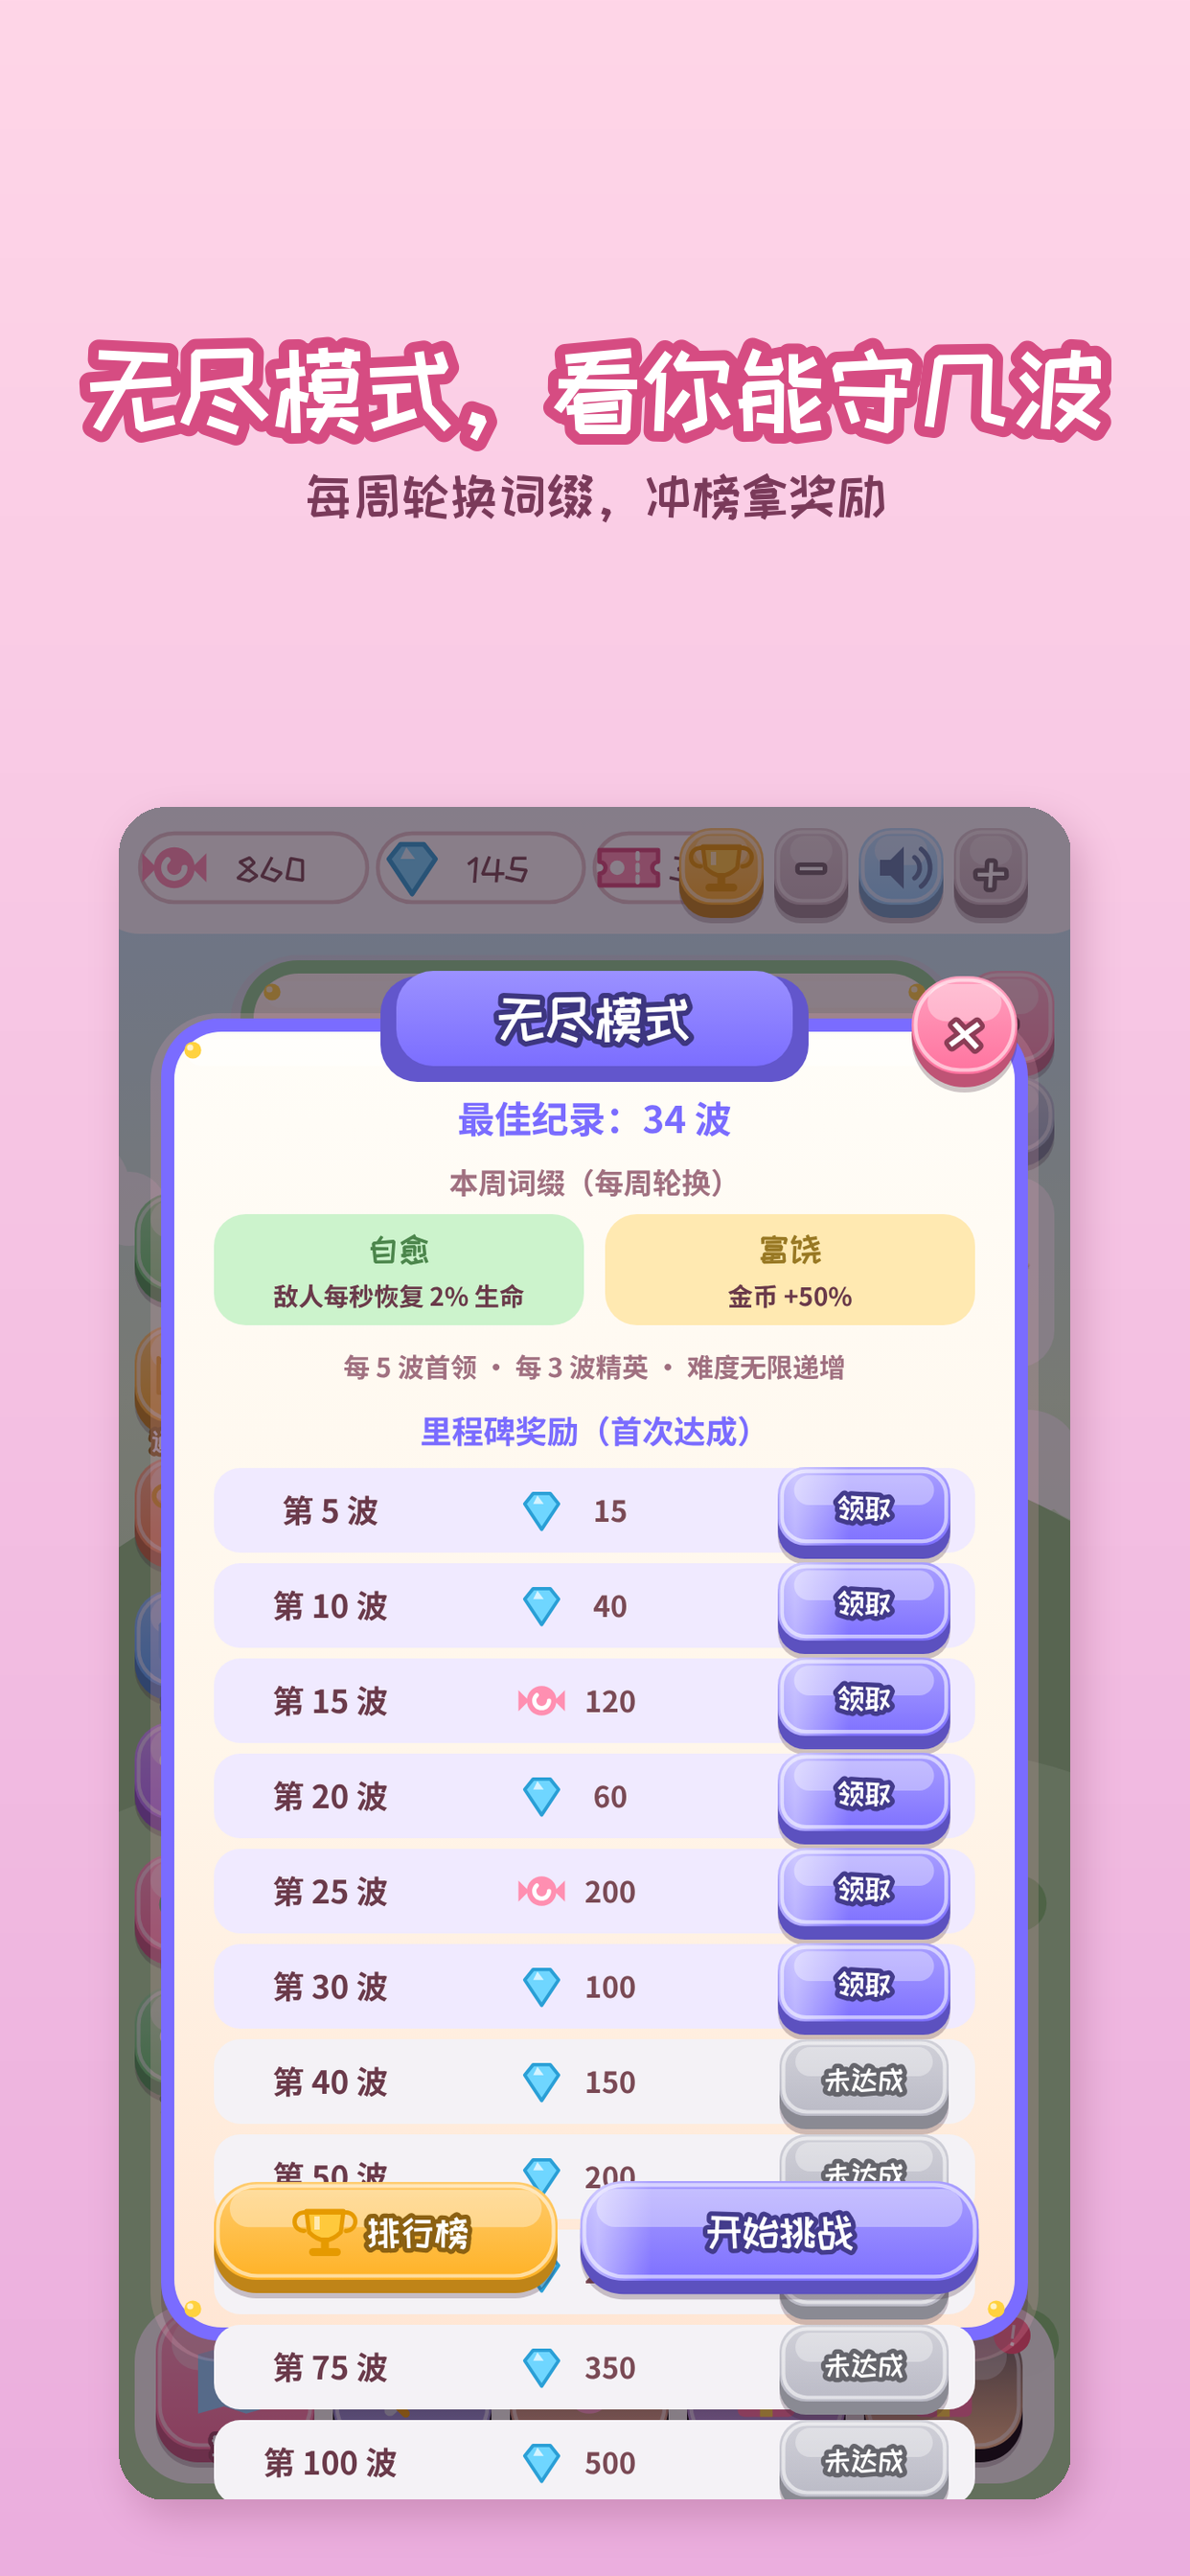 无尽模式，看你能守几波
每周轮换词缀，冲榜拿奖励
860 145
无尽模式
最佳纪录：34 波
本周词缀（每周轮换）
自愈 富饶
敌人每秒恢复 2% 生命 金币 +50%
每 5 波首领 · 每 3 波精英 · 难度无限递增
里程碑奖励（首次达成）
第 5 波 15 领取
第 10 波 40 领取
第 15 波 120 领取
第 20 波 60 领取
第 25 波 200 领取
第 30 波 100 领取
第 40 波 150 未达成
第 50 波 200 未达成
排行榜 开始挑战
第 75 波 350 未达成
第 100 波 500 未达成